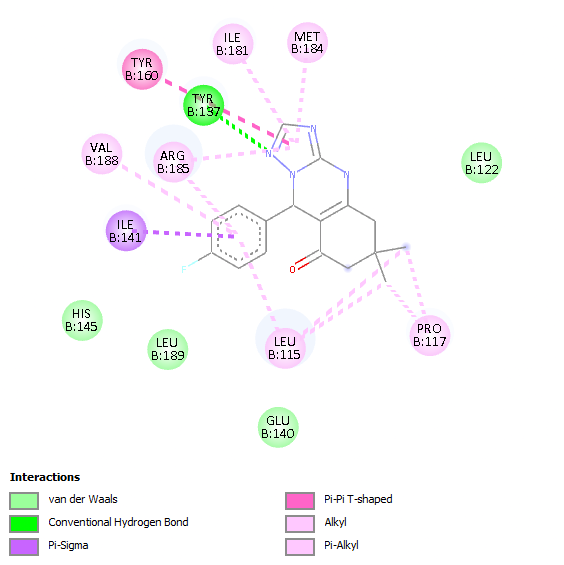 ILE
B:181
MET
B:184
TYR
B:160
TYR
B:137
N
VAL
B:188
ARG
B:185
N
N
N
LEU
B:122
ILE
B:141
F
O
HIS
B:145
LEU
B:189
LEU
B:115
PRO
B:117
GLU
B:140
Interactions
van der Waals
Conventional Hydrogen Bond
Pi-Sigma
Pi-Pi T-shaped
Alkyl
Pi-Alkyl